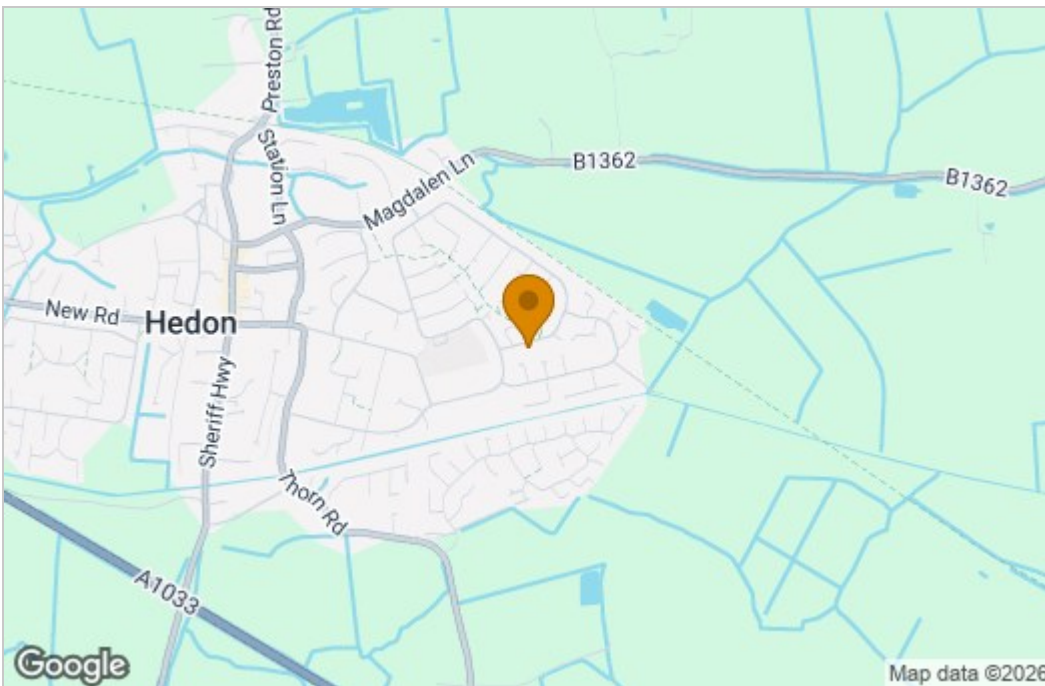 Preston Rd
Station Ln
Magdalen Ln
B1362
B1362
New Rd
Hedon
Sheriff Hwy
Thorn Rd
A1033
Google
Map data ©2026